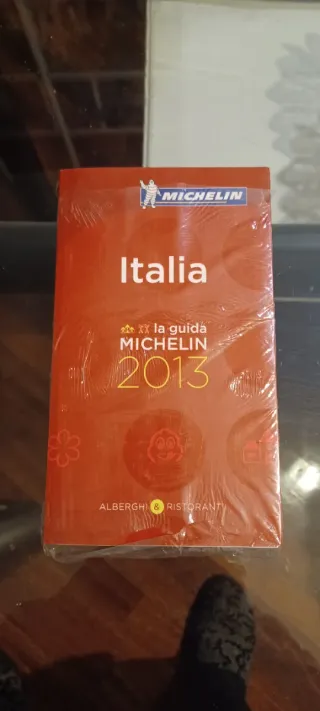 MICHELIN
Italia
la guida
MICHELIN
2013
ALBERGHI & RISTORANTI